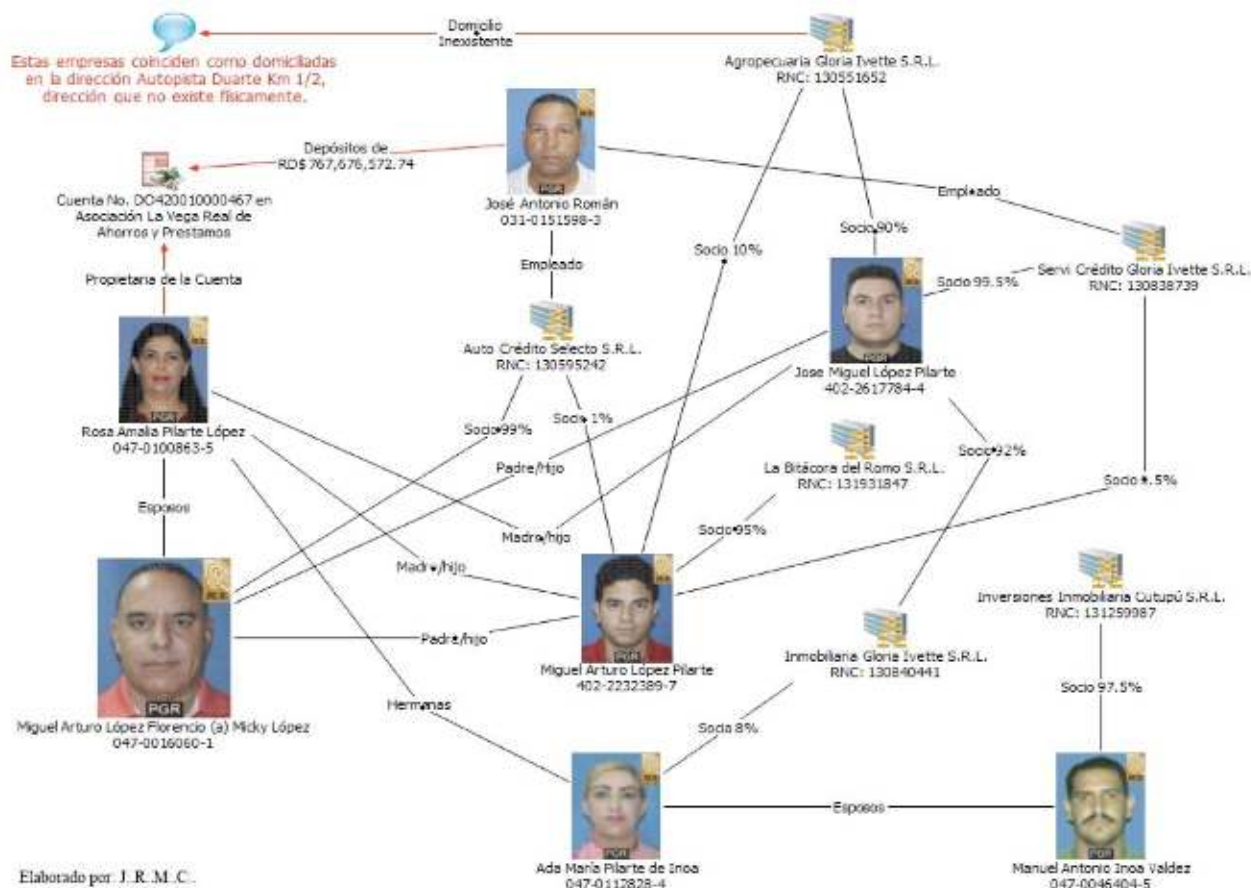 Domicilio
Inexistente
Estas empresas coinciden como domiciliadas
en la dirección Autopista Duarte Km 1/2,
dirección que no existe físicamente.
Agropecuaria Gloria Ivette S.R.L.
RNC: 130551652
Depósitos de
RD$ 767,676,572.74
PGR
José Antonio Román
031-0151598-3
Cuenta No. DO420010000467 en
Asociación La Vega Real de
Ahorros y Prestamos
Empleado
Socio 10%
Socio 90%
Servi Crédito Gloria Ivette S.R.L.
RNC: 130838739
Empleado
Propietaria de la Cuenta
Socio 99.5%
PGR
Jose Miguel López Pilarte
402-2617784-4
Auto Crédito Selecto S.R.L.
RNC: 130595242
PGR
Rosa Amalia Pilarte López
047-0100863-5
Socio 99%
Socio 1%
Socio 92%
La Bitácora del Romo S.R.L.
RNC: 131931847
Padre/Hijo
Socio .5%
Esposos
Socio 95%
Madre/hijo
Madre/hijo
Inversiones Inmobiliaria Cutupú S.R.L.
RNC: 131259987
Padre/hijo
PGR
Miguel Arturo López Pilarte
402-2232389-7
Inmobiliaria Gloria Ivette S.R.L.
RNC: 130840441
PGR
Miguel Arturo López Florencio (a) Micky López
047-0016060-1
Hermanas
Socio 97.5%
Socia 8%
PGR
Ada María Pilarte de Inoa
047-0112828-4
Esposos
PGR
Manuel Antonio Inoa Valdez
047-0046404-5
Elaborado por J. R. M. C.